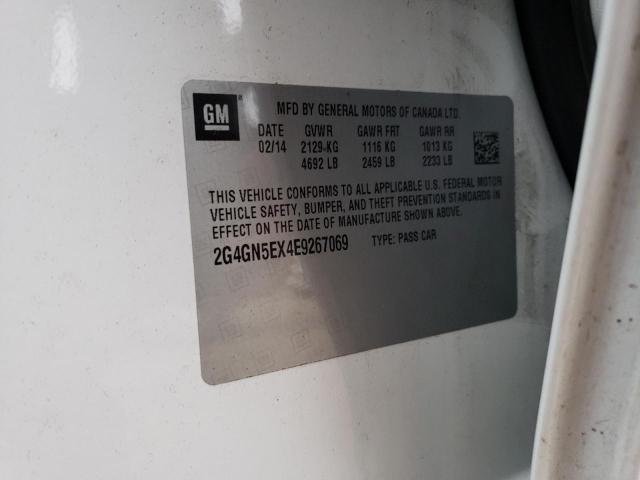 GM
MFD BY GENERAL MOTORS OF CANADA LTD.
DATE GVWR GAWR FRT GAWR RR
02/14 2129-KG 1116 KG 1013 KG
4692 LB 2459 LB 2233 LB
THIS VEHICLE CONFORMS TO ALL APPLICABLE U.S. FEDERAL MOTOR
VEHICLE SAFETY, BUMPER, AND THEFT PREVENTION STANDARDS IN
EFFECT ON THE DATE OF MANUFACTURE SHOWN ABOVE.
2G4GN5EX4E9267069 TYPE: PASS CAR